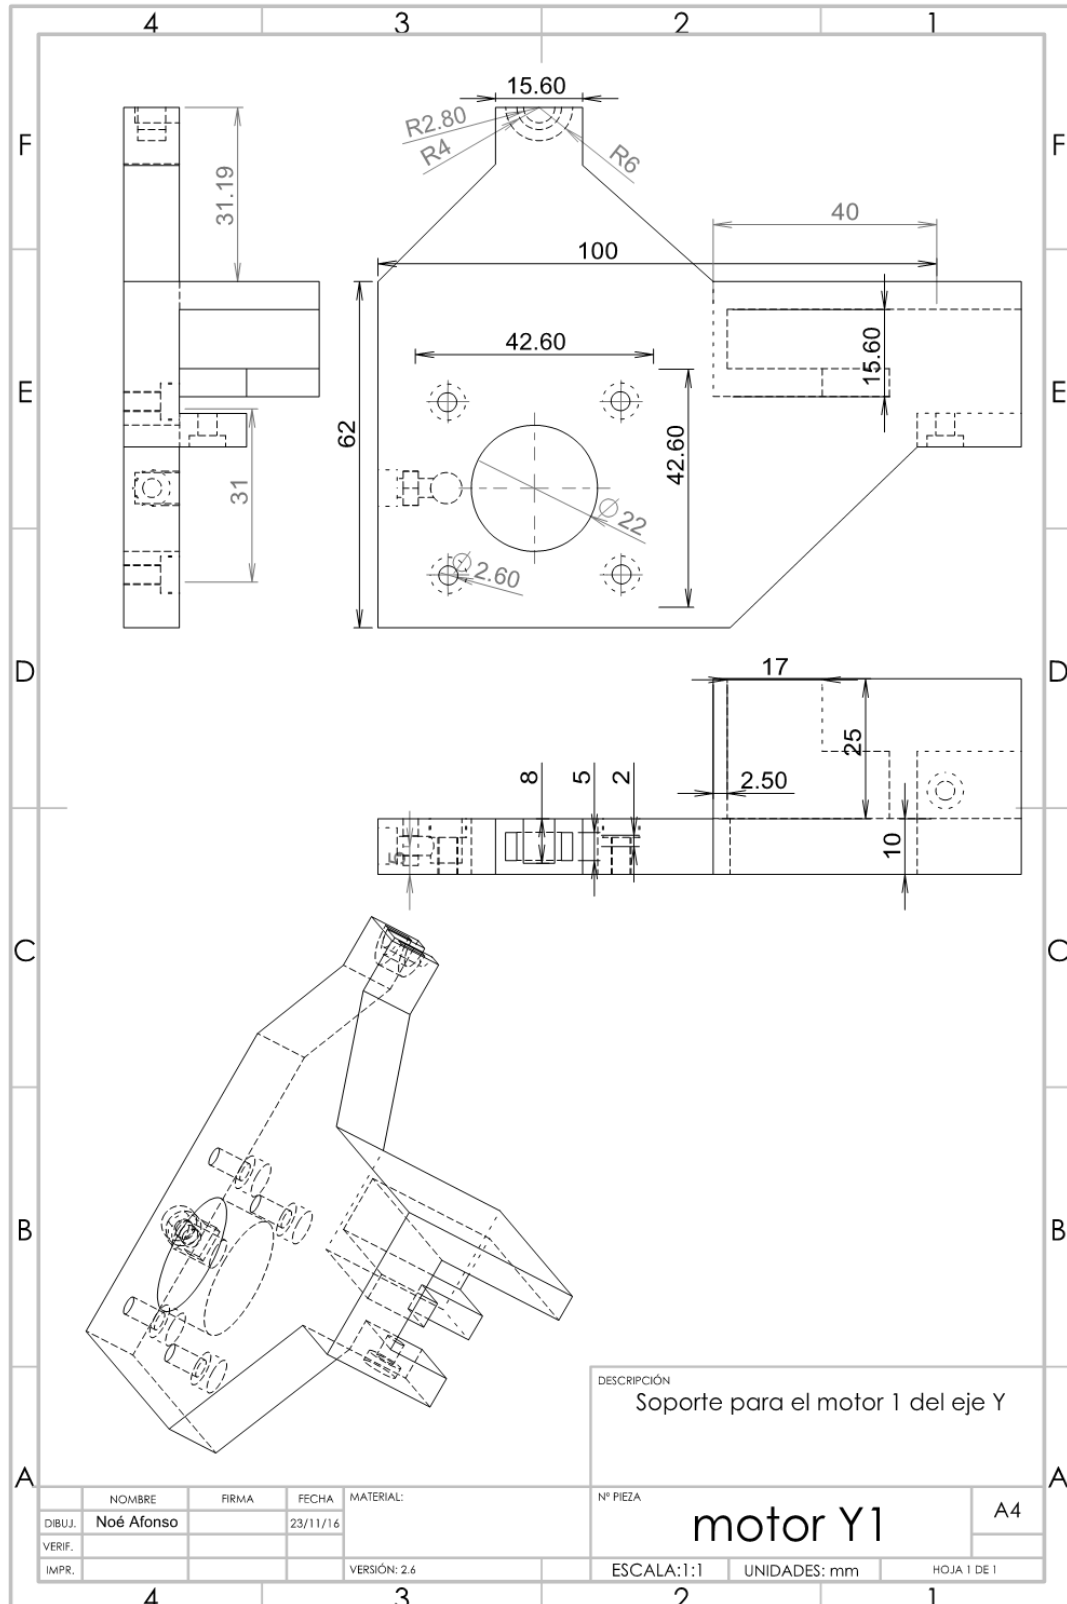 4 3 2 1
F F
15.60
R2.80
R4
R6
31.19
40
100
E E
42.60
15.60
62
42.60
31
Ø22
Ø2.60
D D
17
25
8 5 2
2.50
5
10
C C
B B
DESCRIPCIÓN
Soporte para el motor 1 del eje Y
A A
NOMBRE FIRMA FECHA MATERIAL: Nº PIEZA
DIBUJ. Noé Afonso 23/11/16 motor Y1 A4
VERIF.
IMPR. VERSIÓN: 2.6 ESCALA:1:1 UNIDADES: mm HOJA 1 DE 1
4 3 2 1